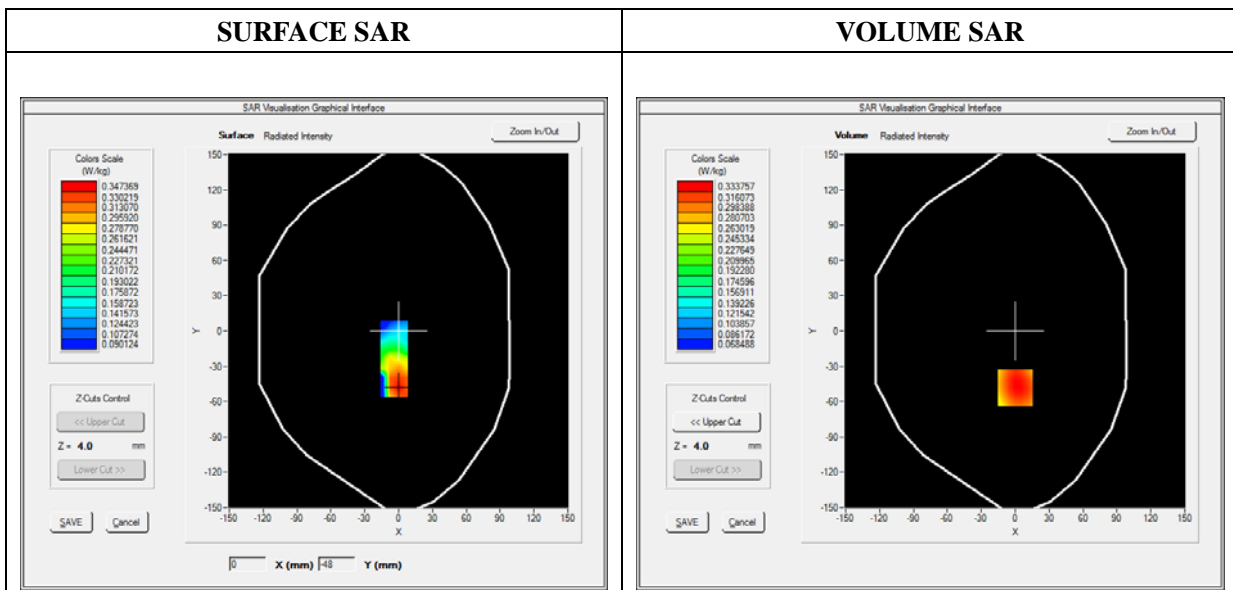 SURFACE SAR
SAR Visualisation Graphical Interface
Surface Radiated Intensity
Zoom In/Out
Colors Scale
(W/kg)
0.347369
0.330219
0.313070
0.295920
0.278770
0.261621
0.244471
0.227321
0.210172
0.193022
0.175872
0.158723
0.141573
0.124423
0.107274
0.090124
Z-Cuts Control
<< Upper Cut
Z = 4.0 mm
Lower Cut >>
SAVE Cancel
150
120
90
60
30
0
-30
-60
-90
-120
-150
Y
-150 -120 -90 -60 -30 0 30 60 90 120 150
X
0 X (mm) -48 Y (mm)
VOLUME SAR
SAR Visualisation Graphical Interface
Volume Radiated Intensity
Zoom In/Out
Colors Scale
(W/kg)
0.333757
0.316073
0.298388
0.280703
0.263019
0.245334
0.227649
0.209965
0.192280
0.174596
0.156911
0.139226
0.121542
0.103857
0.086172
0.068488
Z-Cuts Control
<< Upper Cut
Z = 4.0 mm
Lower Cut >>
SAVE Cancel
150
120
90
60
30
0
-30
-60
-90
-120
-150
Y
-150 -120 -90 -60 -30 0 30 60 90 120 150
X